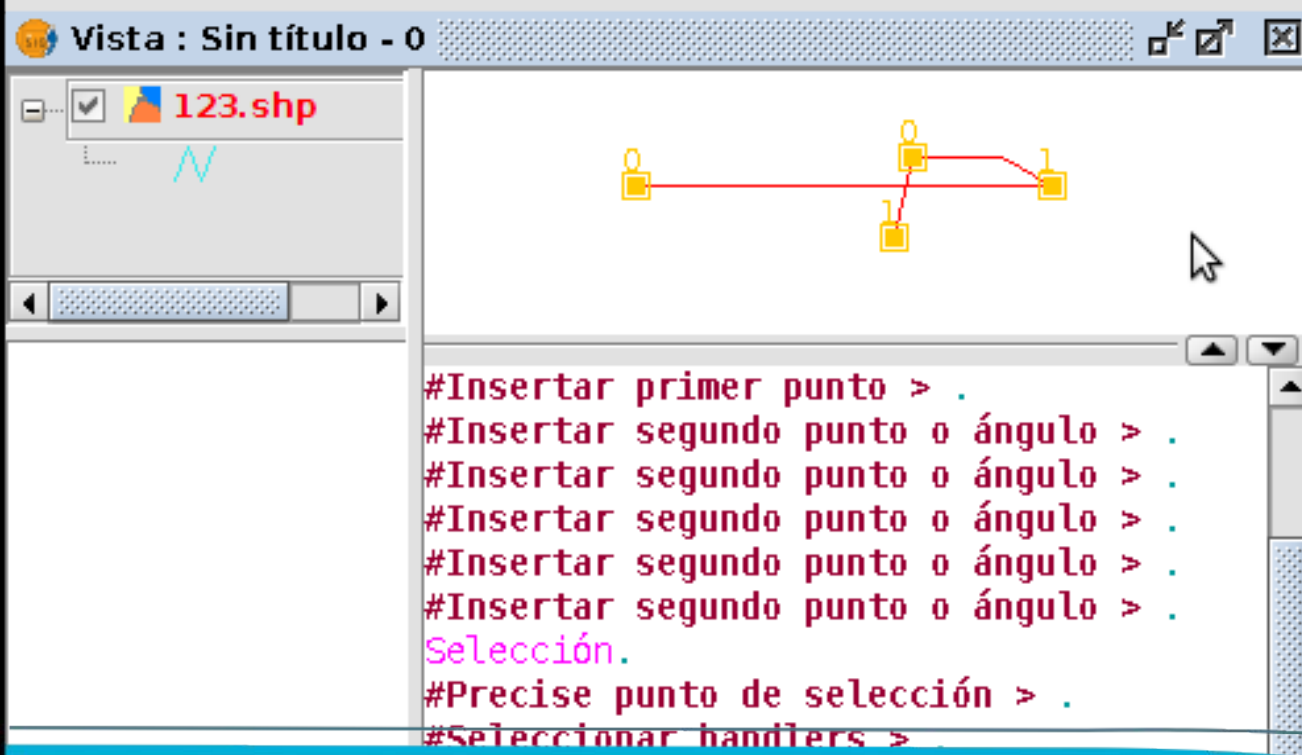 Vista : Sin título - 0
123.shp
0
0
1
1
#Insertar primer punto > .
#Insertar segundo punto o ángulo > .
#Insertar segundo punto o ángulo > .
#Insertar segundo punto o ángulo > .
#Insertar segundo punto o ángulo > .
#Insertar segundo punto o ángulo > .
Selección.
#Precise punto de selección > .
#Seleccionar handlers > .